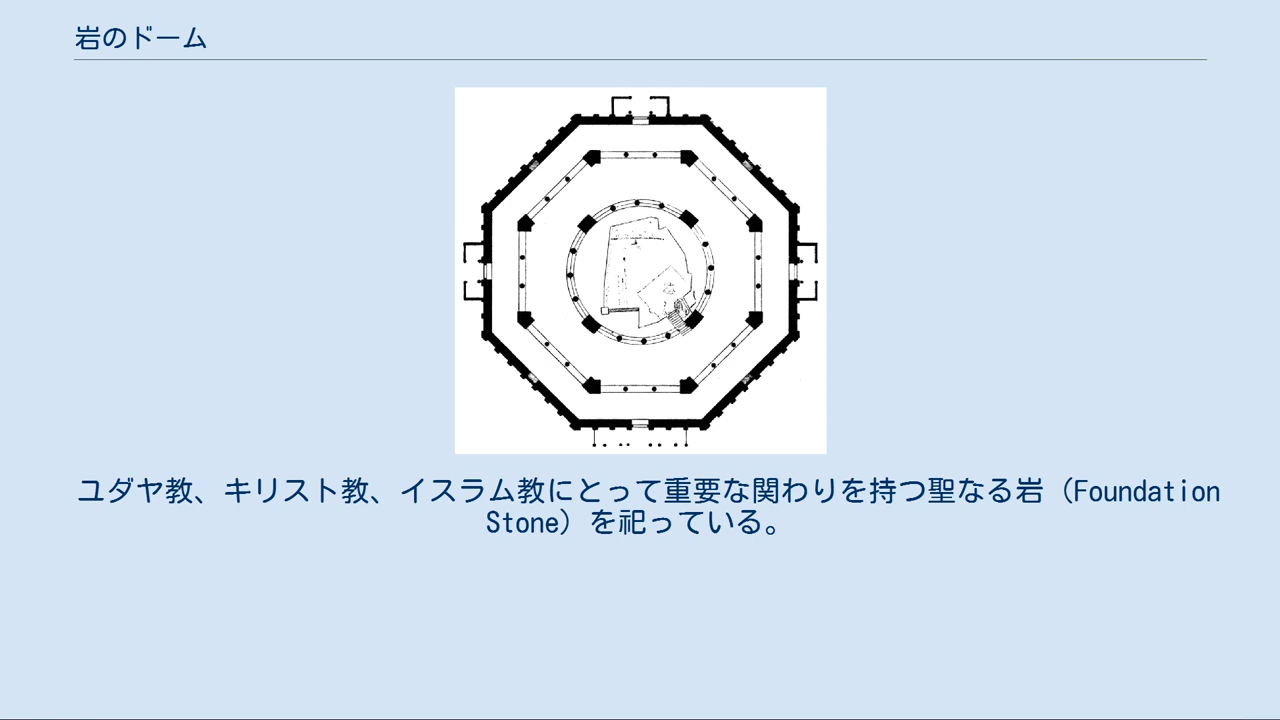 岩のドーム
ユダヤ教、キリスト教、イスラム教にとって重要な関わりを持つ聖なる岩（Foundation
Stone）を祀っている。